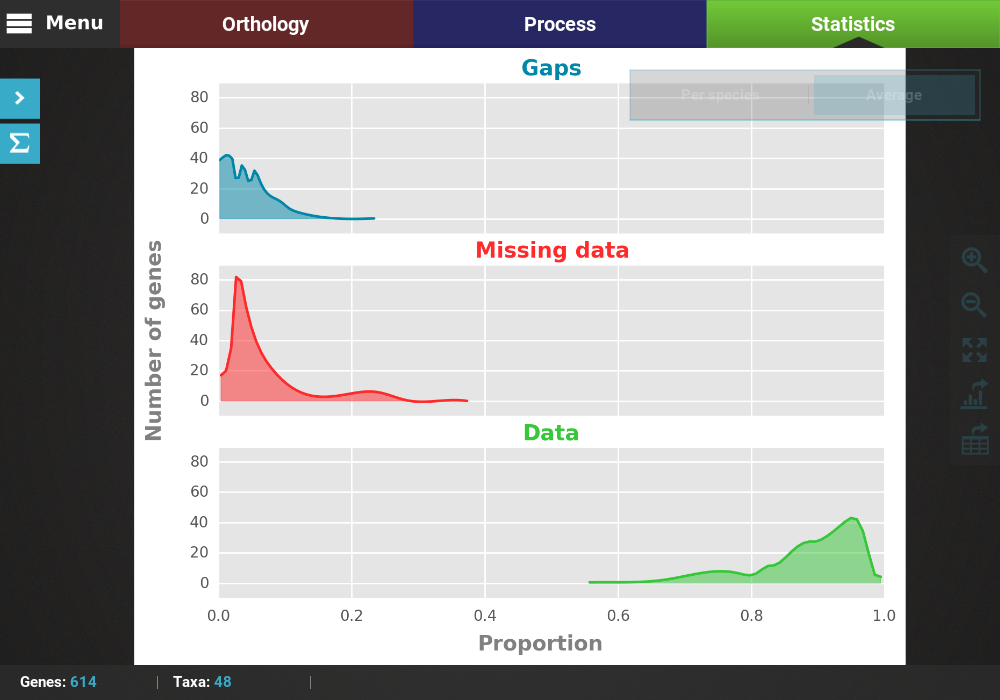 Menu
Orthology
Process
Statistics
Per species
Average
Σ
Gaps
80
60
40
20
0
Missing data
80
60
40
20
0
Data
80
60
40
20
0
Number of genes
0.0 0.2 0.4 0.6 0.8 1.0
Proportion
Genes: 614 | Taxa: 48 |